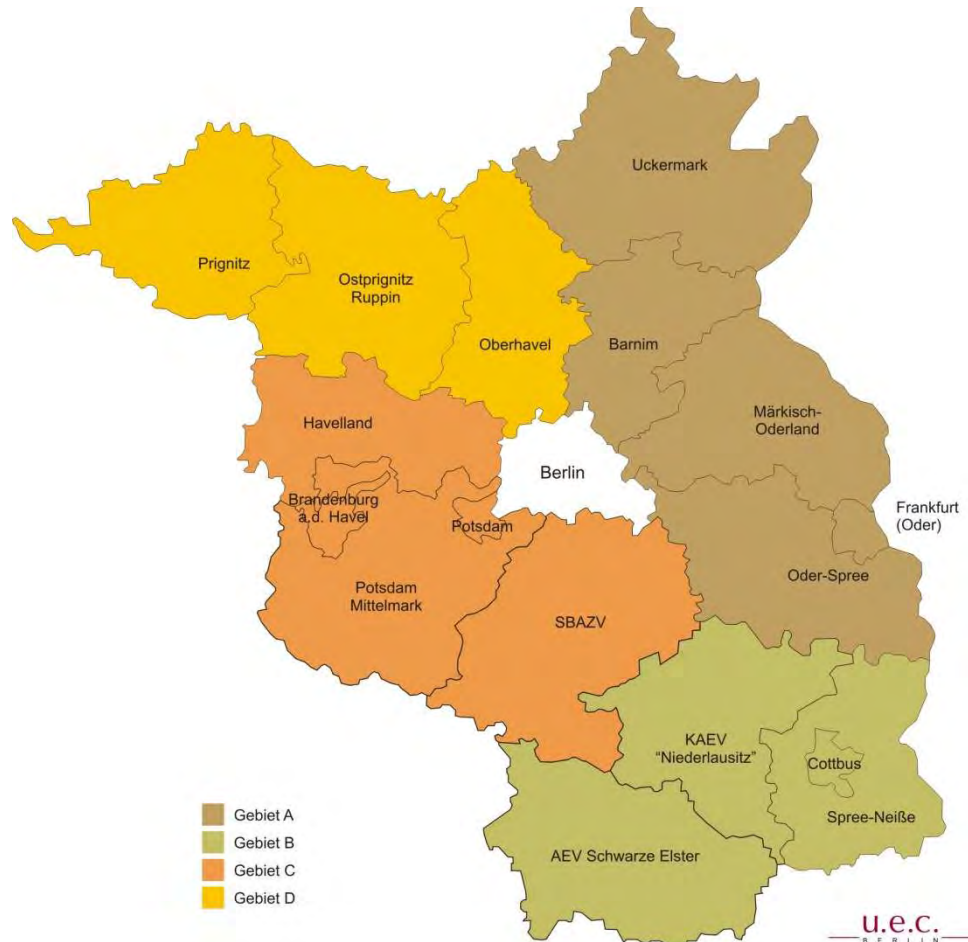 Uckermark
Prignitz
Ostprignitz
Ruppin
Oberhavel
Barnim
Märkisch-
Oderland
Havelland
Berlin
Brandenburg
a.d. Havel
Potsdam
Frankfurt
(Oder)
Oder-Spree
Potsdam
Mittelmark
SBAZV
KAEV
"Niederlausitz"
Cottbus
Spree-Neiße
AEV Schwarze Elster
Gebiet A
Gebiet B
Gebiet C
Gebiet D
u.e.c.
BERLIN